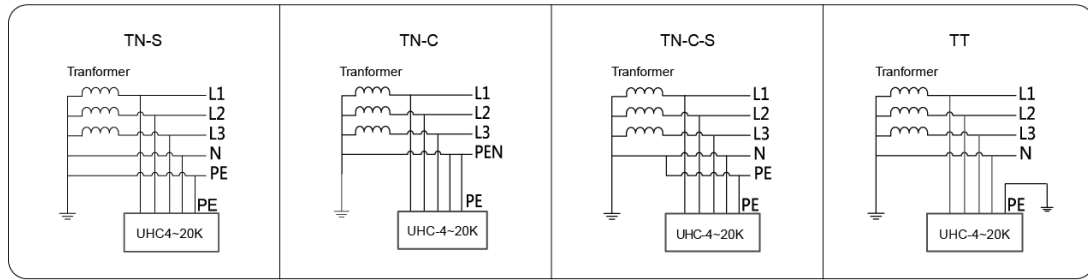 TN-S
Tranformer
L1
L2
L3
N
PE
PE
UHC4~20K
TN-C
Tranformer
L1
L2
L3
PEN
PE
UHC-4~20K
TN-C-S
Tranformer
L1
L2
L3
N
PE
PE
UHC-4~20K
TT
Tranformer
L1
L2
L3
N
PE
UHC-4~20K